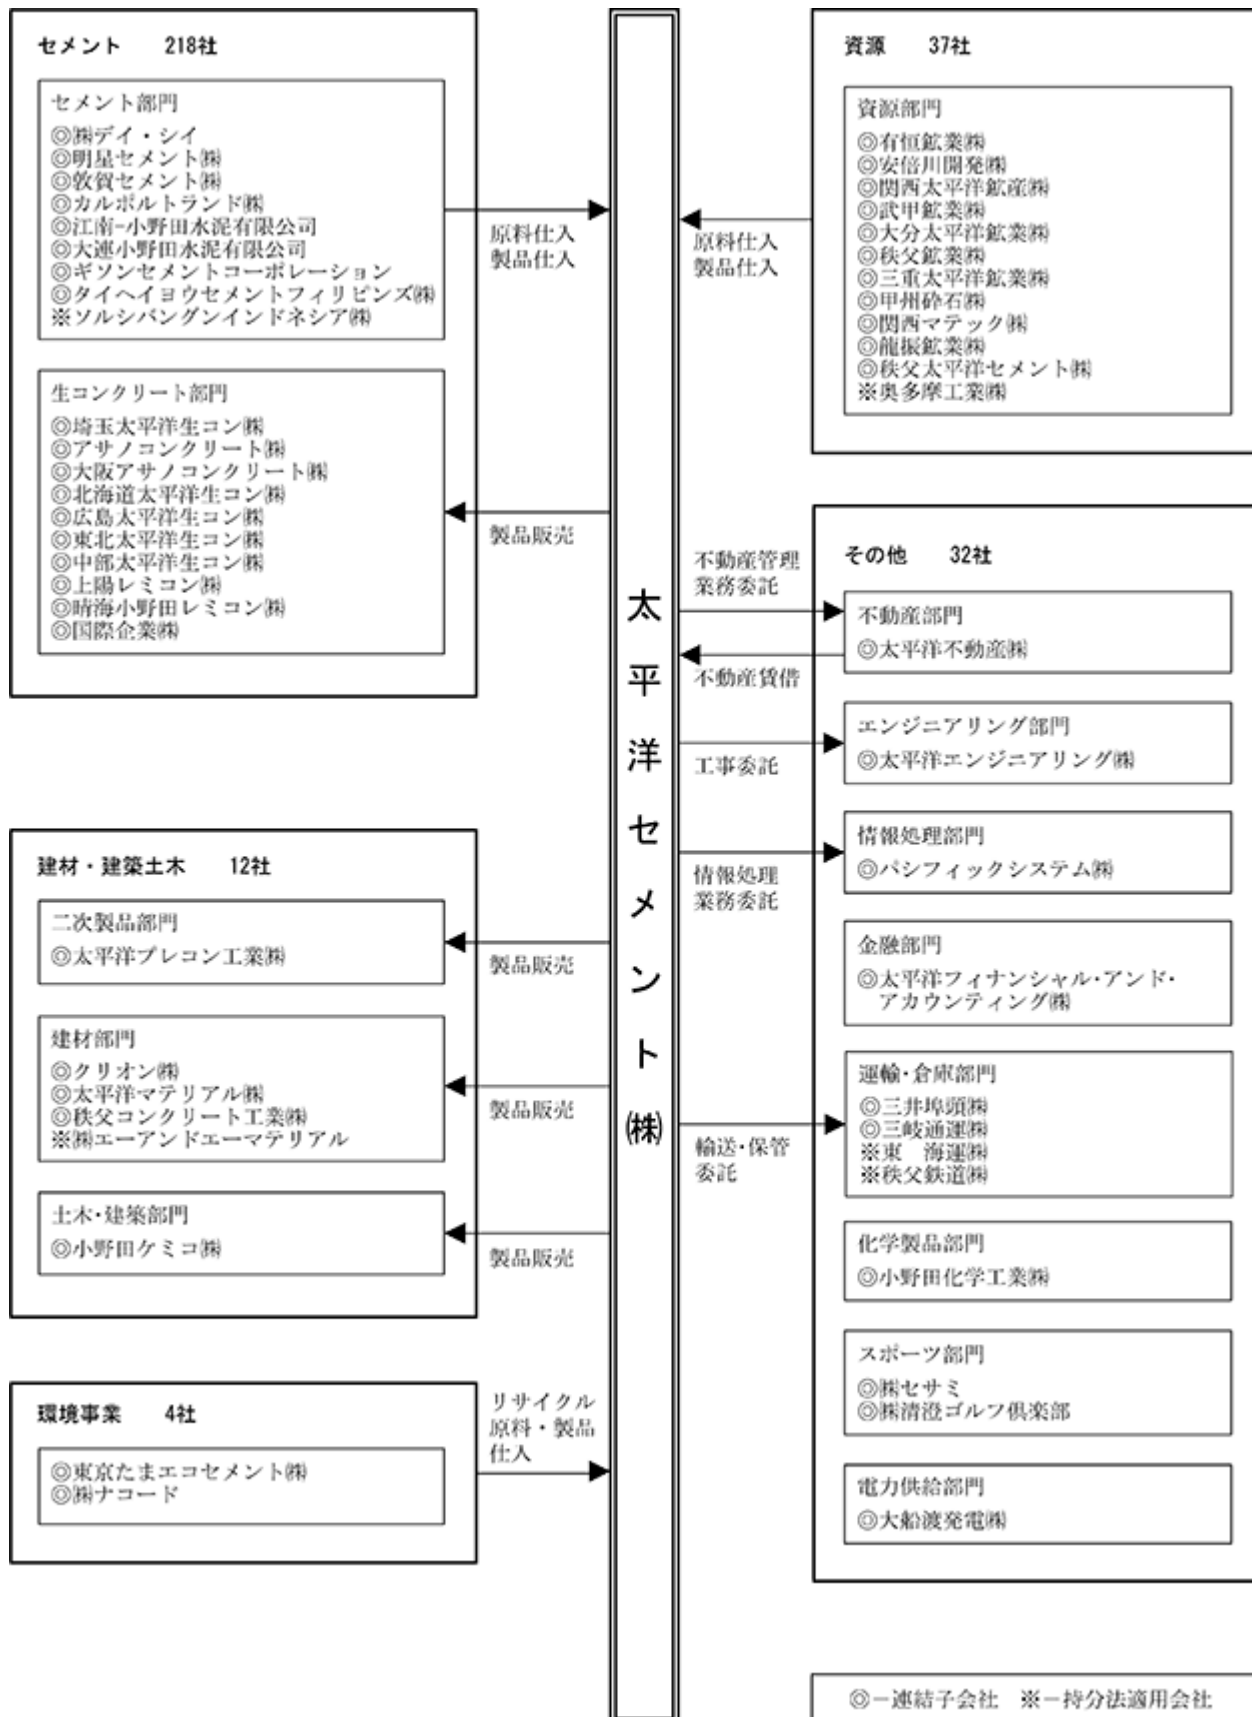 セメント　218社
セメント部門
◎㈱デイ・シイ
◎明星セメント㈱
◎敦賀セメント㈱
◎カルポルトランド㈱
◎江南-小野田水泥有限公司
◎大連小野田水泥有限公司
◎ギソンセメントコーポレーション
◎タイヘイヨウセメントフィリピンズ㈱
※ソルシバングンインドネシア㈱
原料仕入
製品仕入
生コンクリート部門
◎埼玉太平洋生コン㈱
◎アサノコンクリート㈱
◎大阪アサノコンクリート㈱
◎北海道太平洋生コン㈱
◎広島太平洋生コン㈱
◎東北太平洋生コン㈱
◎中部太平洋生コン㈱
◎上陽レミコン㈱
◎晴海小野田レミコン㈱
◎国際企業㈱
製品販売
建材・建築土木　12社
二次製品部門
◎太平洋プレコン工業㈱
製品販売
建材部門
◎クリオン㈱
◎太平洋マテリアル㈱
◎秩父コンクリート工業㈱
※㈱エーアンドエーマテリアル
製品販売
土木・建築部門
◎小野田ケミコ㈱
製品販売
環境事業　4社
◎東京たまエコセメント㈱
◎㈱ナコード
リサイクル
原料・製品
仕入
太平洋セメント㈱
資源　37社
資源部門
◎有恒鉱業㈱
◎安倍川開発㈱
◎関西太平洋鉱産㈱
◎武甲鉱業㈱
◎大分太平洋鉱業㈱
◎秩父鉱業㈱
◎三重太平洋鉱業㈱
◎甲州砕石㈱
◎関西マテック㈱
◎龍振鉱業㈱
◎秩父太平洋セメント㈱
※奥多摩工業㈱
原料仕入
製品仕入
その他　32社
不動産管理
業務委託
不動産部門
◎太平洋不動産㈱
不動産賃借
エンジニアリング部門
◎太平洋エンジニアリング㈱
工事委託
情報処理部門
◎パシフィックシステム㈱
情報処理
業務委託
金融部門
◎太平洋フィナンシャル・アンド・
アカウンティング㈱
運輸・倉庫部門
◎三井埠頭㈱
◎三岐通運㈱
※東　海運㈱
※秩父鉄道㈱
輸送・保管
委託
化学製品部門
◎小野田化学工業㈱
スポーツ部門
◎㈱セサミ
◎㈱清澄ゴルフ倶楽部
電力供給部門
◎大船渡発電㈱
◎－連結子会社　※－持分法適用会社